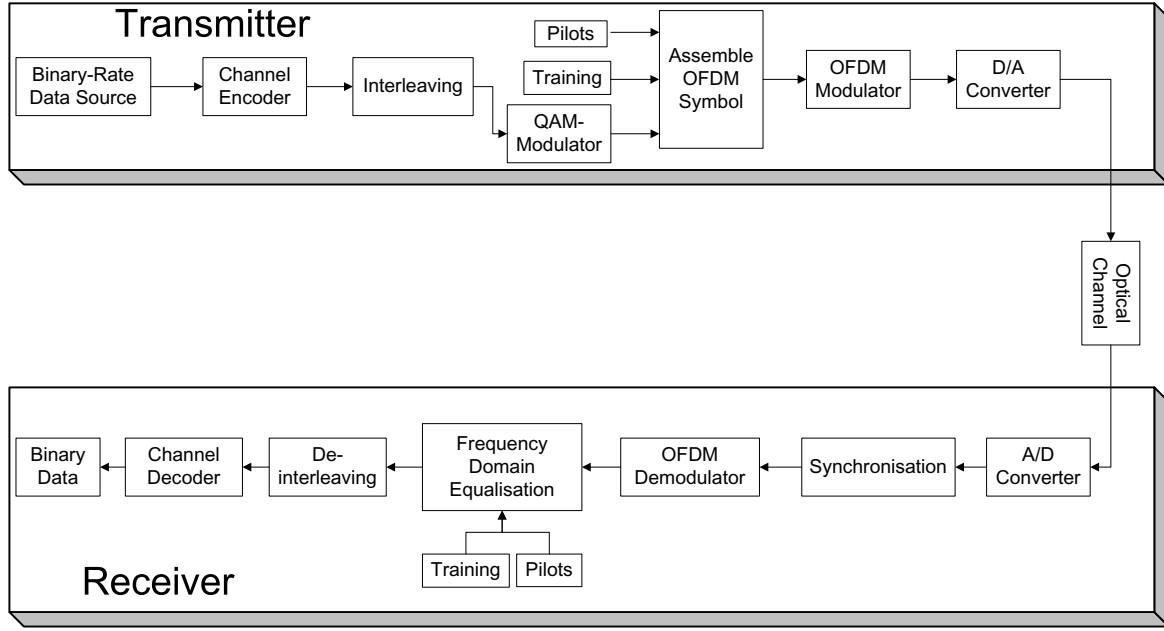 Transmitter
Binary-Rate
Data Source
Channel
Encoder
Interleaving
QAM-
Modulator
Pilots
Training
Assemble
OFDM
Symbol
OFDM
Modulator
D/A
Converter
Optical
Channel
A/D
Converter
Synchronisation
OFDM
Demodulator
Frequency
Domain
Equalisation
Training
Pilots
De-
interleaving
Channel
Decoder
Binary
Data
Receiver